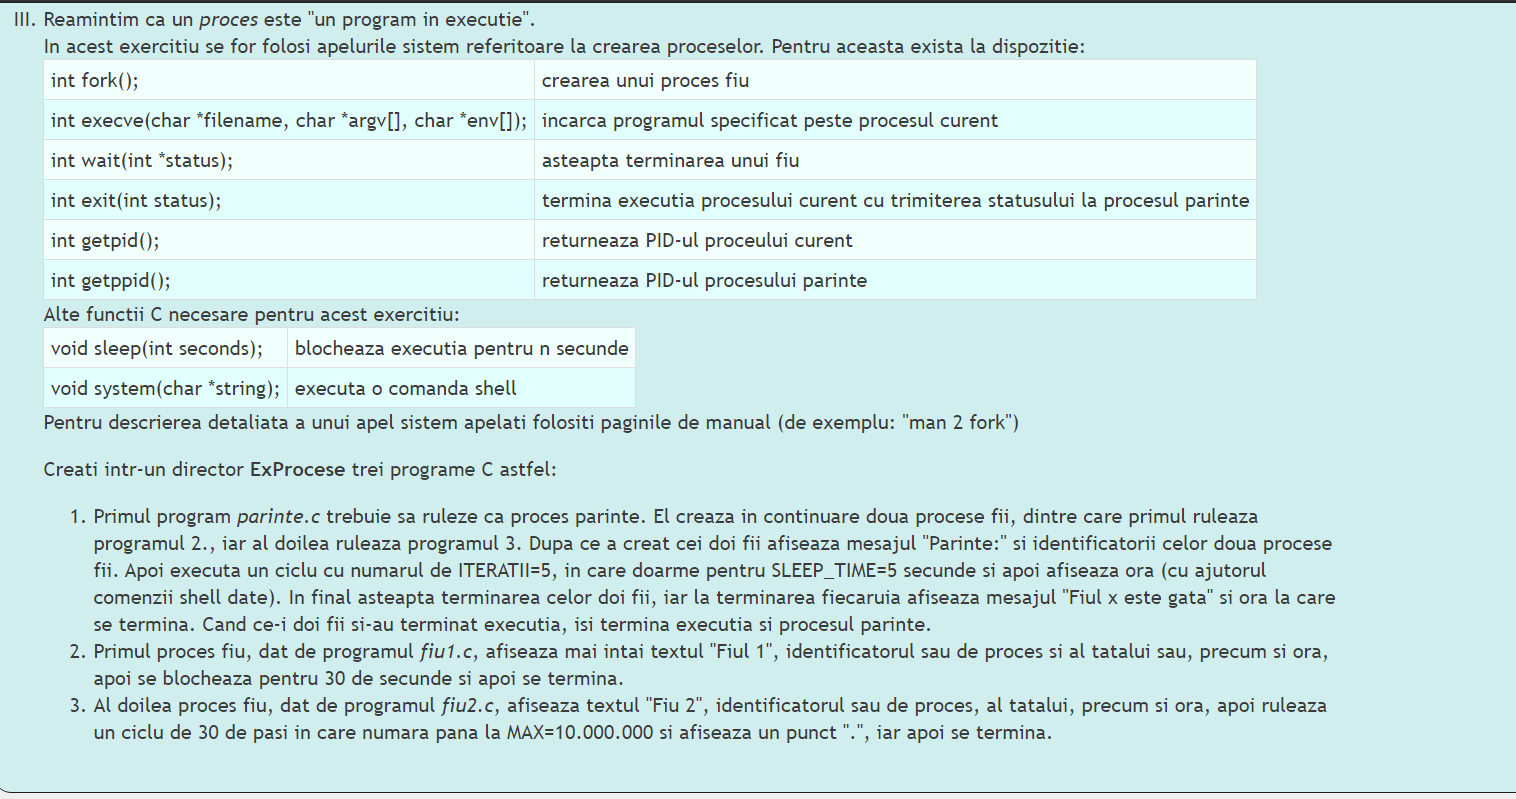 III. Reamintim ca un proces este "un program in executie".
In acest exercitiu se for folosi apelurile sistem referitoare la crearea proceselor. Pentru aceasta exista la dispozitie:
int fork(); crearea unui proces fiu
int execve(char *filename, char *argv[], char *env[]); incarca programul specificat peste procesul curent
int wait(int *status); asteapta terminarea unui fiu
int exit(int status); termina executia procesului curent cu trimiterea statusului la procesul parinte
int getpid(); returneaza PID-ul proceului curent
int getppid(); returneaza PID-ul procesului parinte
Alte functii C necesare pentru acest exercitiu:
void sleep(int seconds); blocheaza executia pentru n secunde
void system(char *string); executa o comanda shell
Pentru descrierea detaliata a unui apel sistem apelati folositi paginile de manual (de exemplu: "man 2 fork")
Creati intr-un director ExProcese trei programe C astfel:
1. Primul program parinte.c trebuie sa ruleze ca proces parinte. El creaza in continuare doua procese fii, dintre care primul ruleaza
programul 2., iar al doilea ruleaza programul 3. Dupa ce a creat cei doi fii afiseaza mesajul "Parinte:" si identificatorii celor doua procese
fii. Apoi executa un ciclu cu numarul de ITERATII=5, in care doarme pentru SLEEP_TIME=5 secunde si apoi afiseaza ora (cu ajutorul
comenzii shell date). In final asteapta terminarea celor doi fii, iar la terminarea fiecaruia afiseaza mesajul "Fiul x este gata" si ora la care
se termina. Cand ce-i doi fii si-au terminat executia, isi termina executia si procesul parinte.
2. Primul proces fiu, dat de programul fiu1.c, afiseaza mai intai textul "Fiul 1", identificatorul sau de proces si al tatalui sau, precum si ora,
apoi se blocheaza pentru 30 de secunde si apoi se termina.
3. Al doilea proces fiu, dat de programul fiu2.c, afiseaza textul "Fiu 2", identificatorul sau de proces, al tatalui, precum si ora, apoi ruleaza
un ciclu de 30 de pasi in care numara pana la MAX=10.000.000 si afiseaza un punct ".", iar apoi se termina.